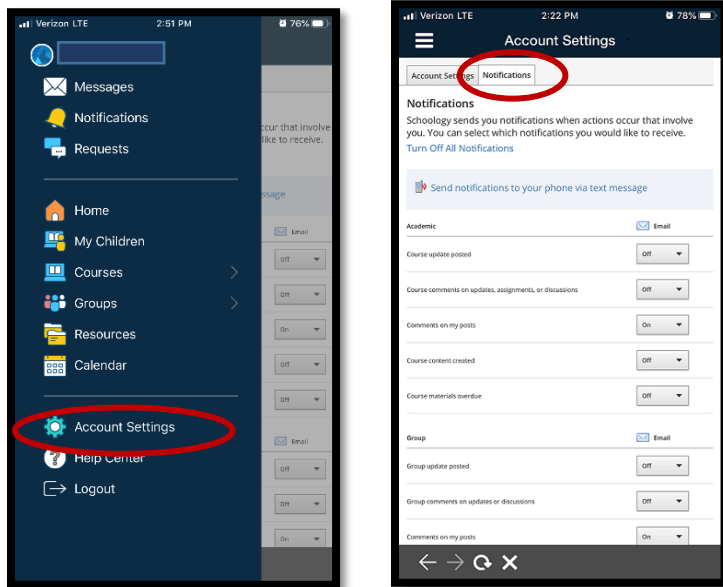 Verizon LTE 2:51 PM 76%
Messages
Notifications
Requests
Home
My Children
Courses
Groups
Resources
Calendar
Account Settings
Help Center
Logout
ccur that involve
like to receive.
ssage
Email
Off
Off
On
Off
Off
Email
Off
Off
On
Verizon LTE 2:22 PM 78%
Account Settings
Account Settings Notifications
Notifications
Schoology sends you notifications when actions occur that involve
you. You can select which notifications you would like to receive.
Turn Off All Notifications
Send notifications to your phone via text message
Academic Email
Course update posted Off
Course comments on updates, assignments, or discussions Off
Comments on my posts On
Course content created Off
Course materials overdue Off
Group Email
Group update posted Off
Group comments on updates or discussions Off
Comments on my posts On